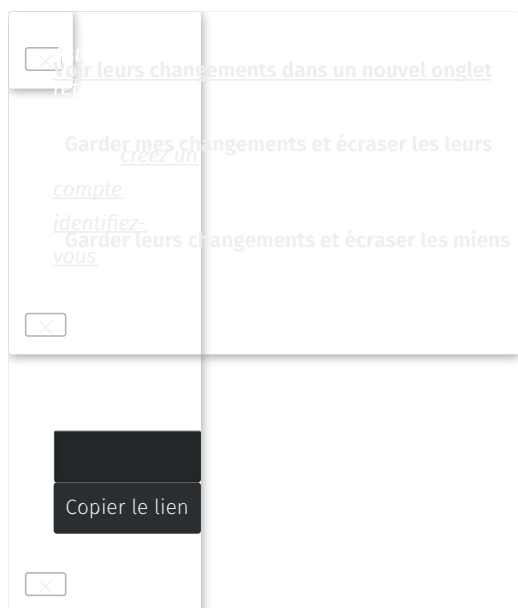 Voir leurs changements dans un nouvel onglet
Garder mes changements et écraser les leurs
créez un
compte
identifiez-
vous
Garder leurs changements et écraser les miens
Copier le lien